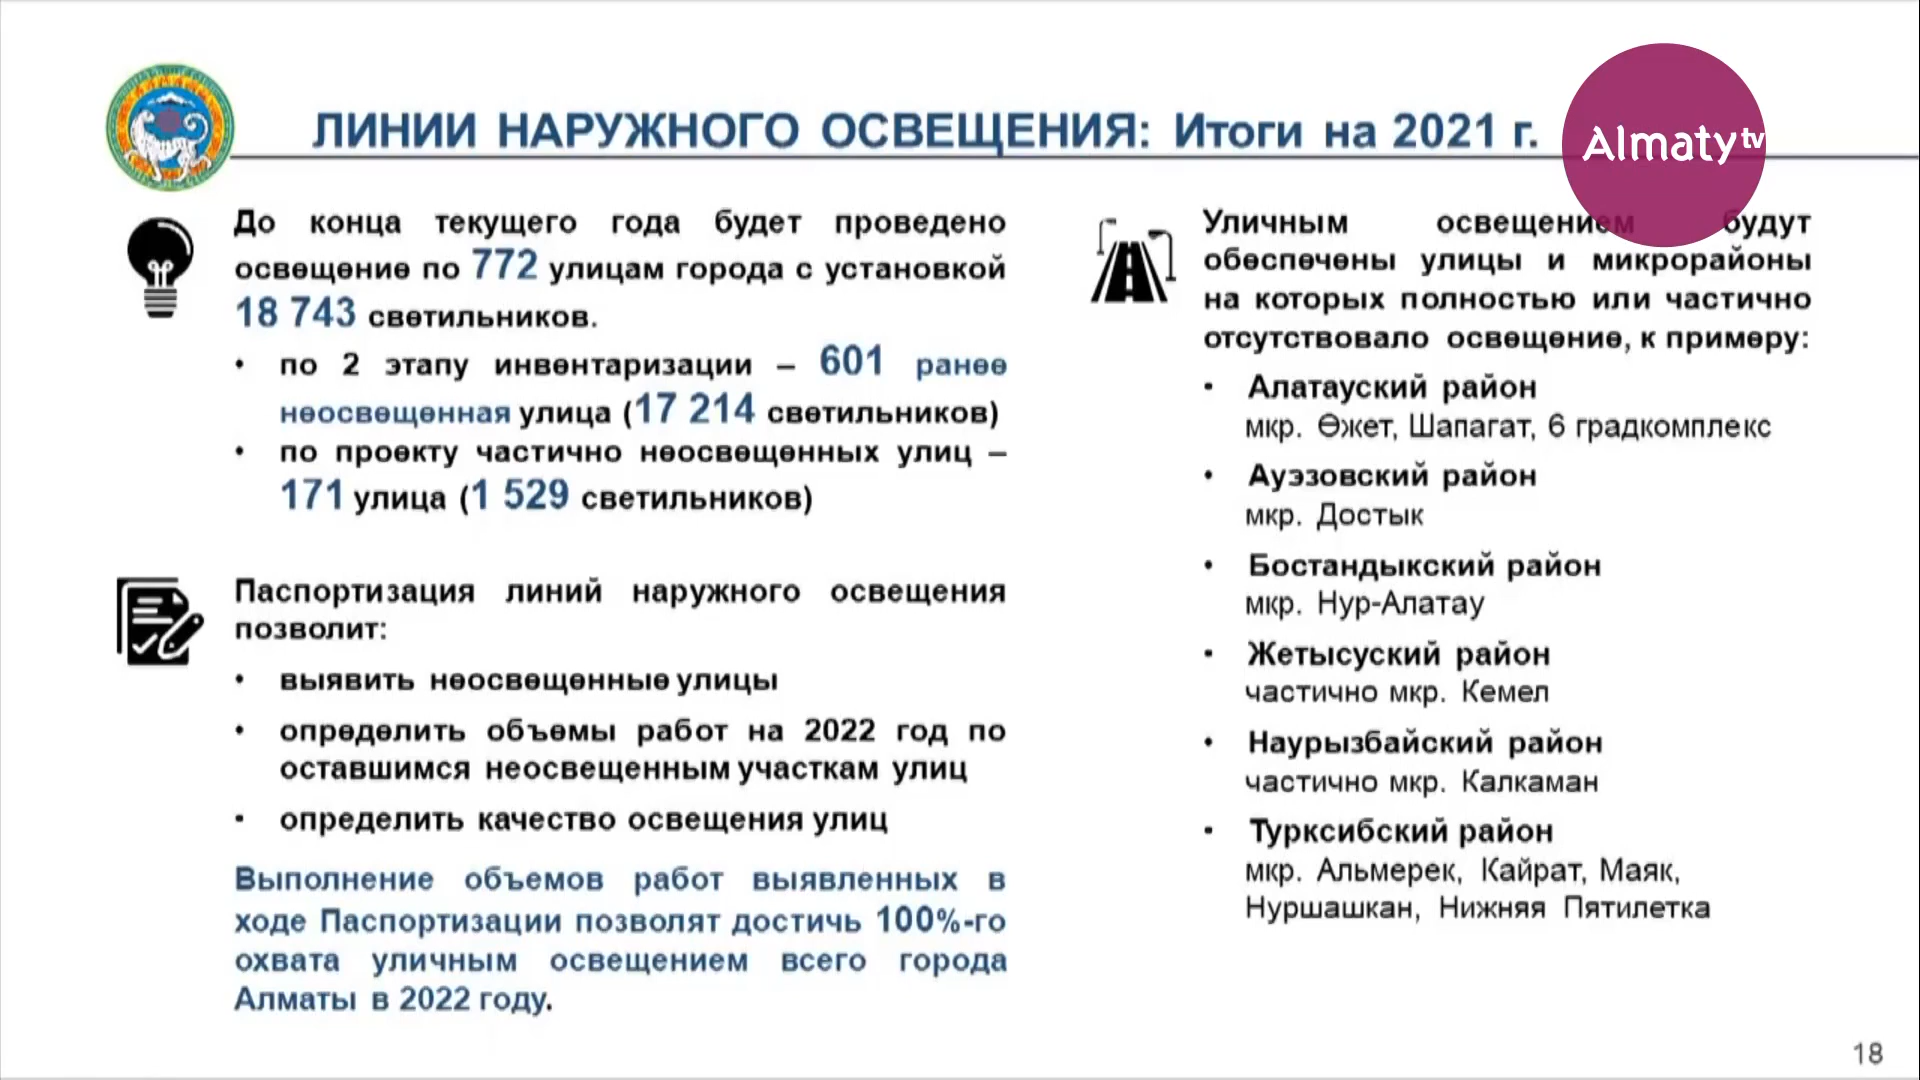 ЛИНИИ НАРУЖНОГО ОСВЕЩЕНИЯ: Итоги на 2021 г.
Almaty tv
До конца текущего года будет проведено
освещение по 772 улицам города с установкой
18 743 светильников.
• по 2 этапу инвентаризации – 601 ранее
неосвещенная улица (17 214 светильников)
• по проекту частично неосвещенных улиц –
171 улица (1 529 светильников)
Паспортизация линий наружного освещения
позволит:
• выявить неосвещенные улицы
• определить объемы работ на 2022 год по
оставшимся неосвещенным участкам улиц
• определить качество освещения улиц
Выполнение объемов работ выявленных в
ходе Паспортизации позволят достичь 100%-го
охвата уличным освещением всего города
Алматы в 2022 году.
Уличным освещением будут
обеспечены улицы и микрорайоны
на которых полностью или частично
отсутствовало освещение, к примеру:
• Алатауский район
мкр. Өжет, Шапагат, 6 градкомплекс
• Ауэзовский район
мкр. Достык
• Бостандыкский район
мкр. Нур-Алатау
• Жетысуский район
частично мкр. Кемел
• Наурызбайский район
частично мкр. Калкаман
• Турксибский район
мкр. Альмерек, Кайрат, Маяк,
Нуршашкан, Нижняя Пятилетка
18